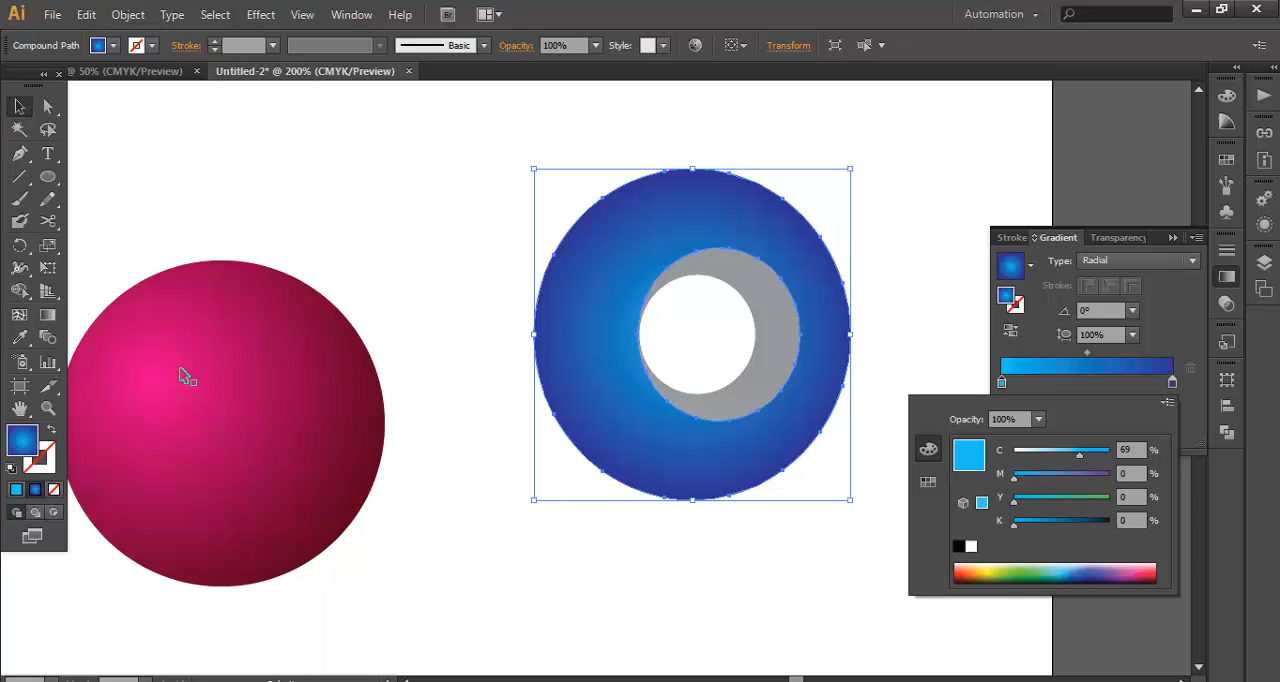 Ai File Edit Object Type Select Effect View Window Help Br Automation
Compound Path Stroke: Basic Opacity: 100% Style: Transform
@ 50% (CMYK/Preview) × Untitled-2* @ 200% (CMYK/Preview) ×
T
Stroke Gradient Transparency
Type: Radial
Stroke:
0°
100%
Opacity: 100%
C 69 %
M 0 %
Y 0 %
K 0 %